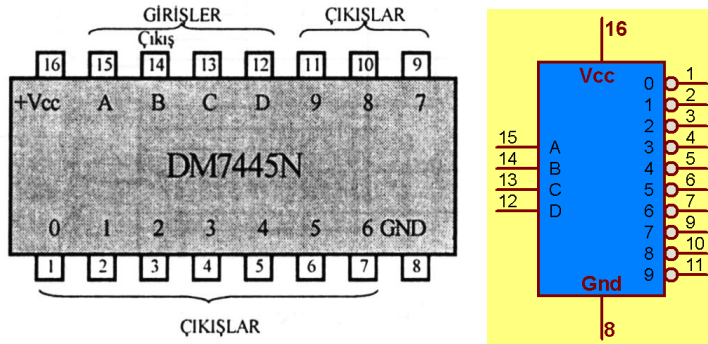 GİRİŞLER ÇIKIŞLAR
Çıkış
16 15 14 13 12 11 10 9
+Vcc A B C D 9 8 7
DM7445N
0 1 2 3 4 5 6 GND
1 2 3 4 5 6 7 8
ÇIKIŞLAR
16
Vcc
0 1
1 2
2 3
15 A 3 4
14 B 4 5
13 C 5 6
12 D 6 7
7 9
8 10
9 11
Gnd
8